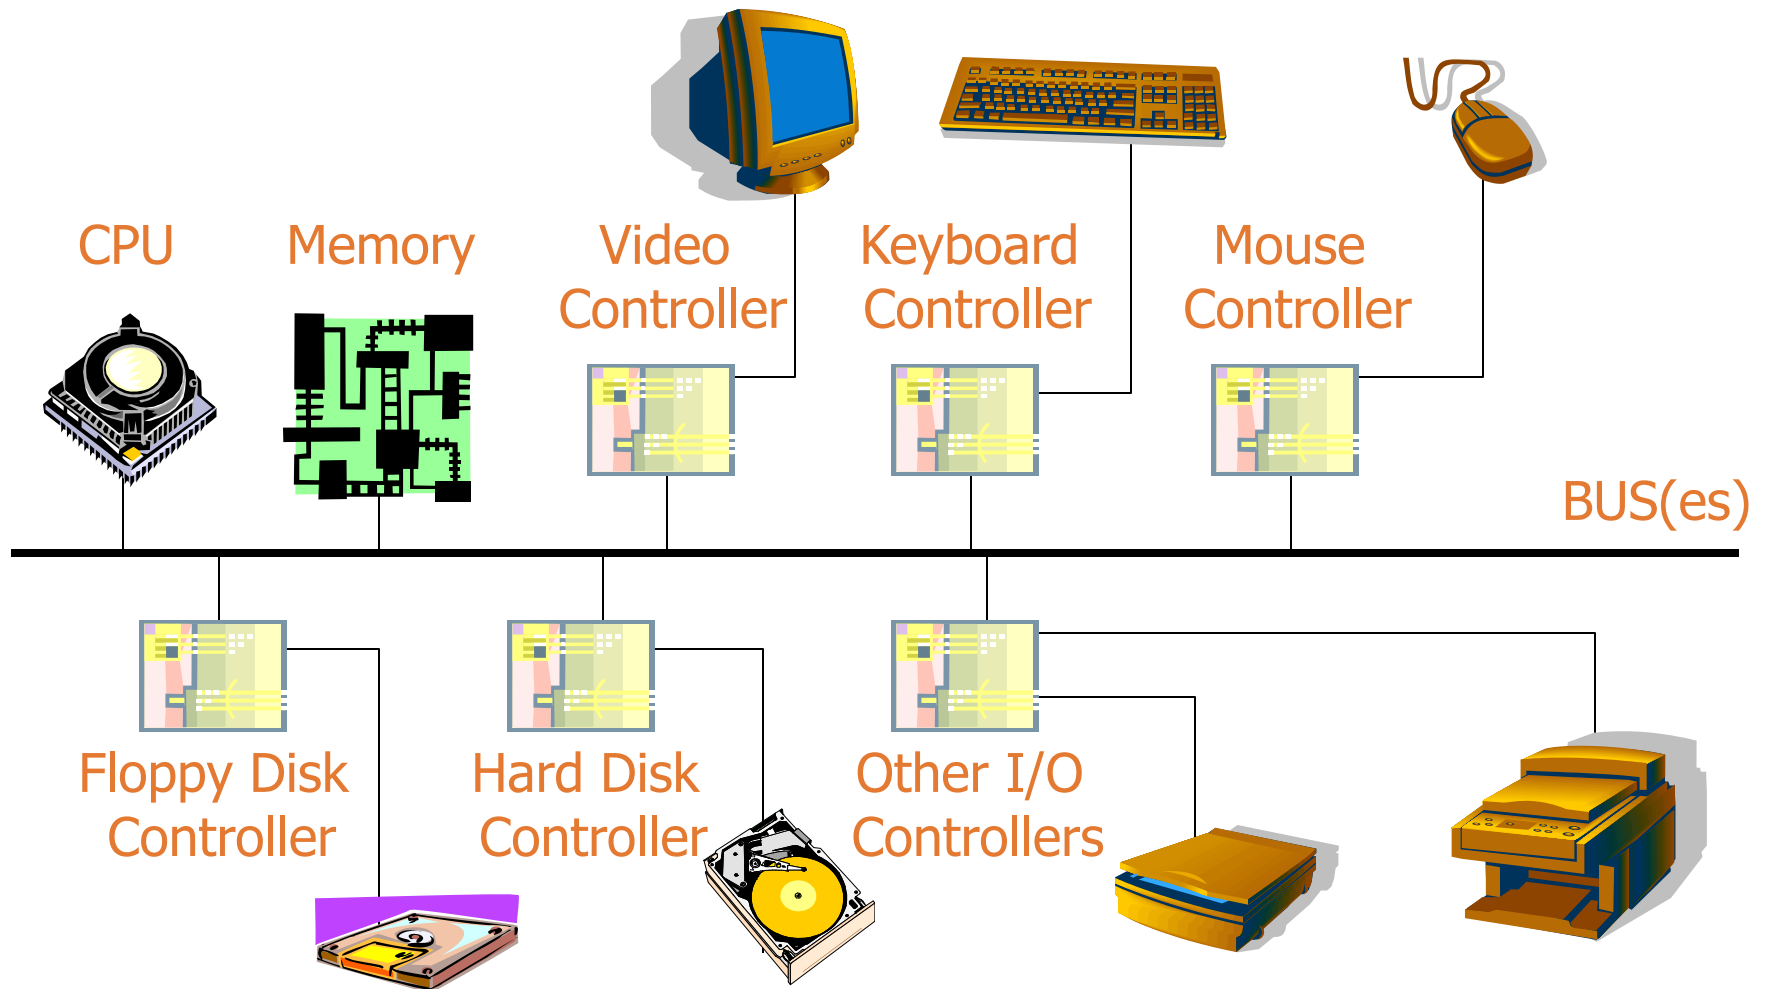 CPU
Memory
Video
Controller
Keyboard
Controller
Mouse
Controller
BUS(es)
Floppy Disk
Controller
Hard Disk
Controller
Other I/O
Controllers